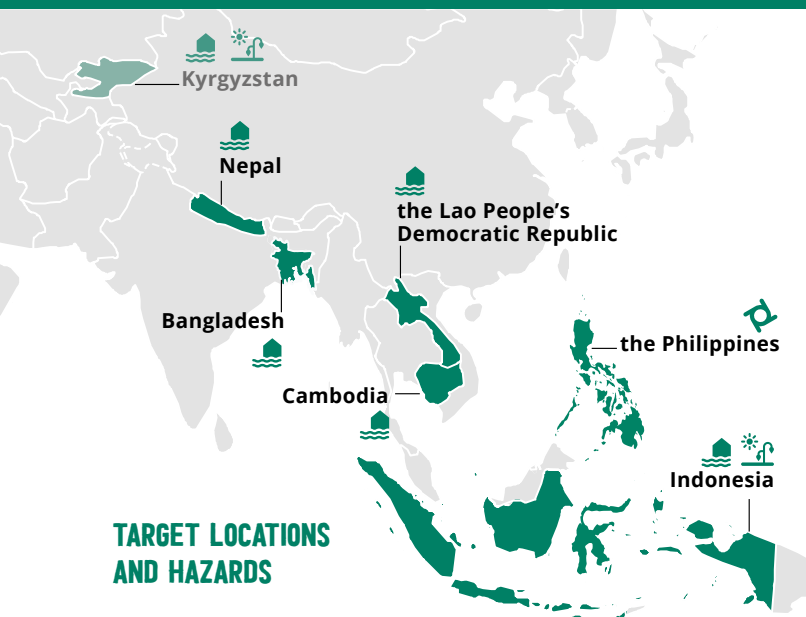 Kyrgyzstan
Nepal
the Lao People's
Democratic Republic
Bangladesh
the Philippines
Cambodia
Indonesia
TARGET LOCATIONS
AND HAZARDS